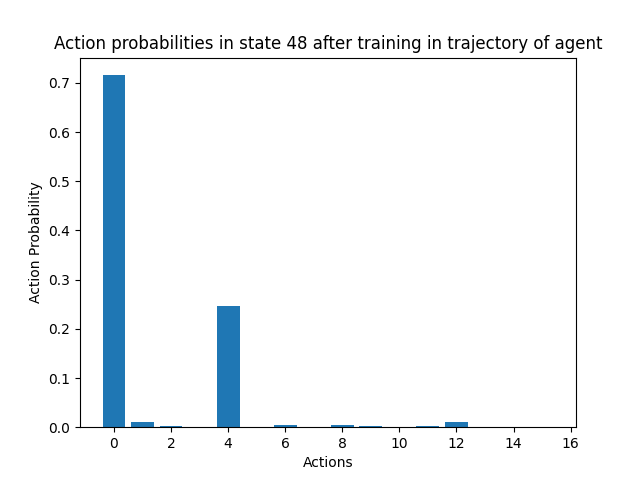 Action probabilities in state 48 after training in trajectory of agent
0.7
0.6
0.5
0.4
0.3
0.2
0.1
0.0
Action Probability
0 2 4 6 8 10 12 14 16
Actions